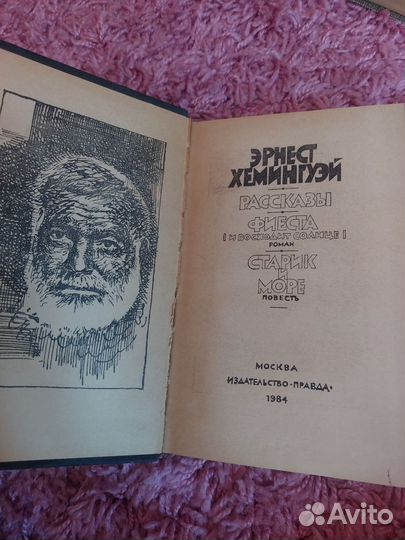 ЭРНЕСТ
ХЕМИНГУЭЙ
РАССКАЗЫ
ФИЕСТА
(И ВОСХОДИТ СОЛНЦЕ)
РОМАН
СТАРИК
И
МОРЕ
ПОВЕСТЬ
МОСКВА
ИЗДАТЕЛЬСТВО «ПРАВДА»
1984
Avito